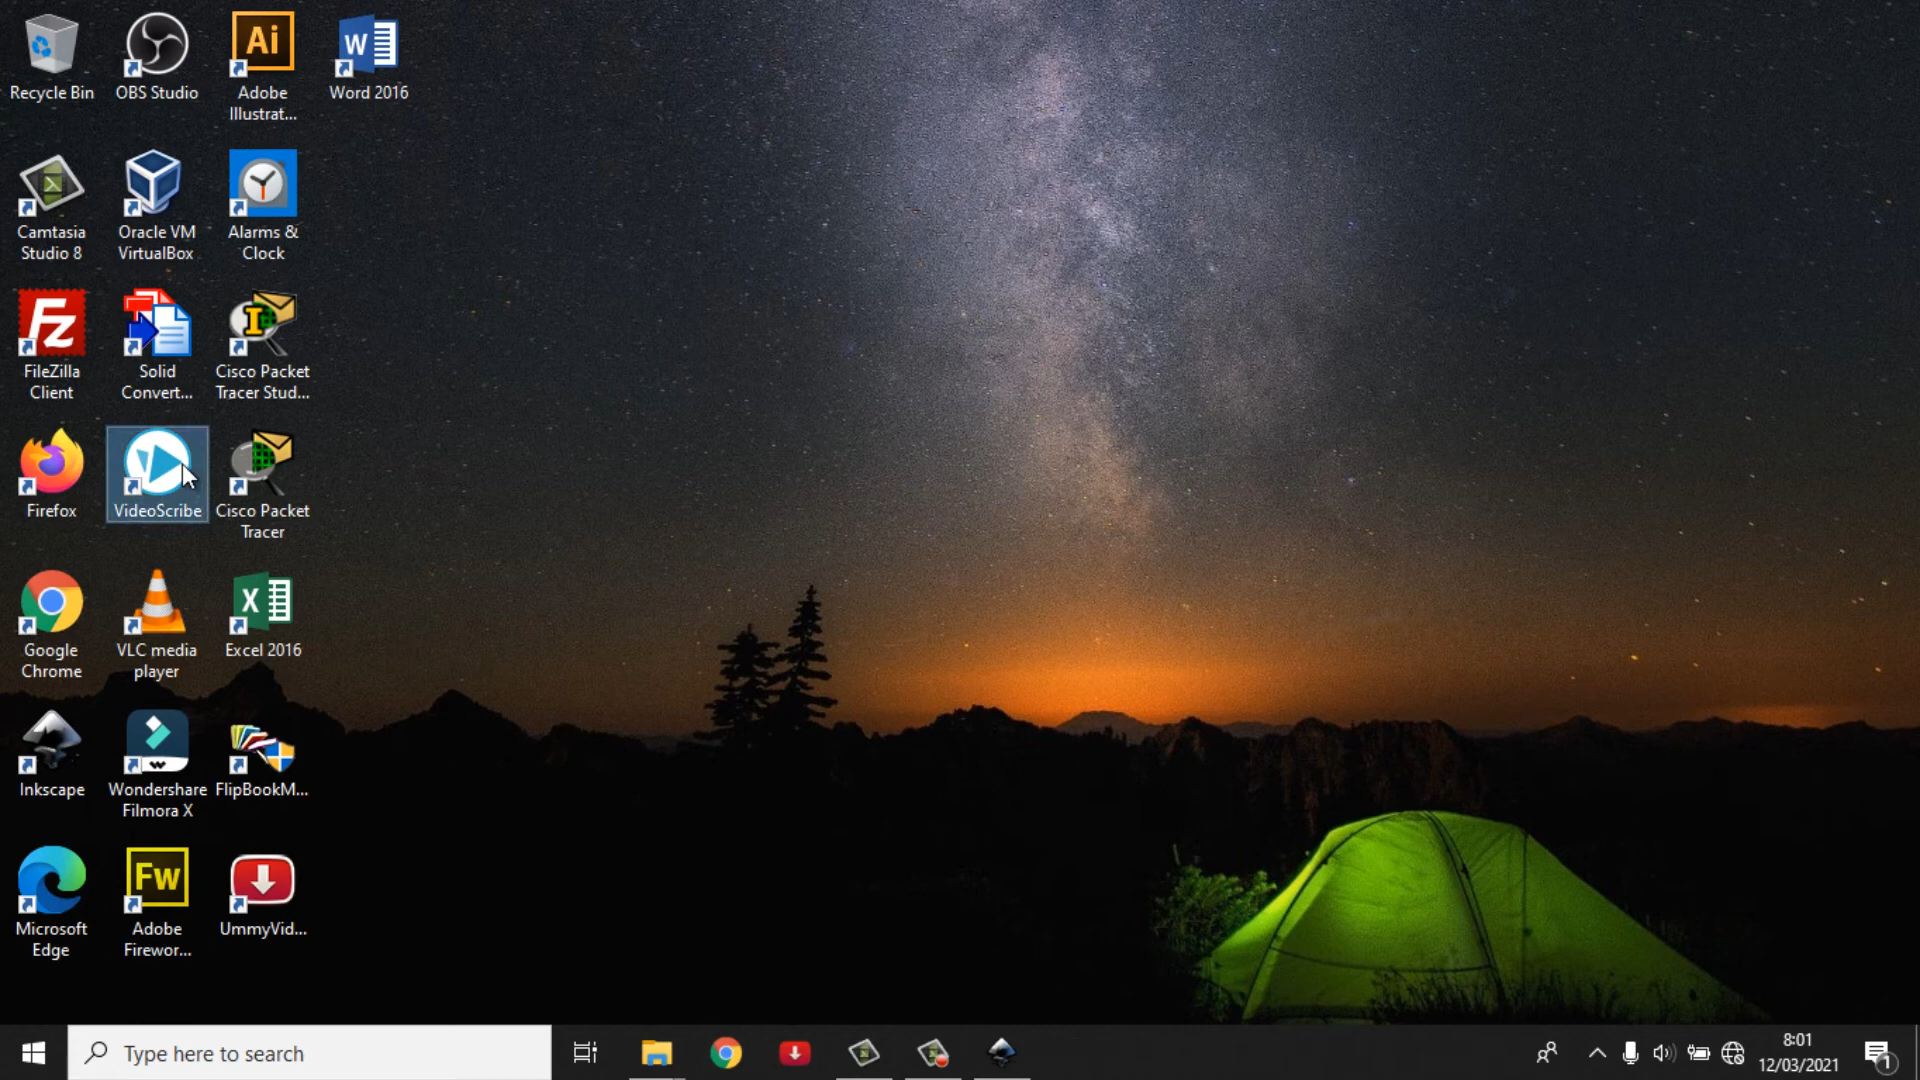 Recycle Bin
OBS Studio
Adobe
Illustrat...
Word 2016
Camtasia
Studio 8
Oracle VM
VirtualBox
Alarms &
Clock
FileZilla
Client
Solid
Convert...
Cisco Packet
Tracer Stud...
Firefox
VideoScribe
Cisco Packet
Tracer
Google
Chrome
VLC media
player
Excel 2016
Inkscape
Wondershare
Filmora X
FlipBookM...
Microsoft
Edge
Adobe
Firewor...
UmmyVid...
Ai
W
Fz
I
X
Fw
Type here to search
8:01
12/03/2021
1